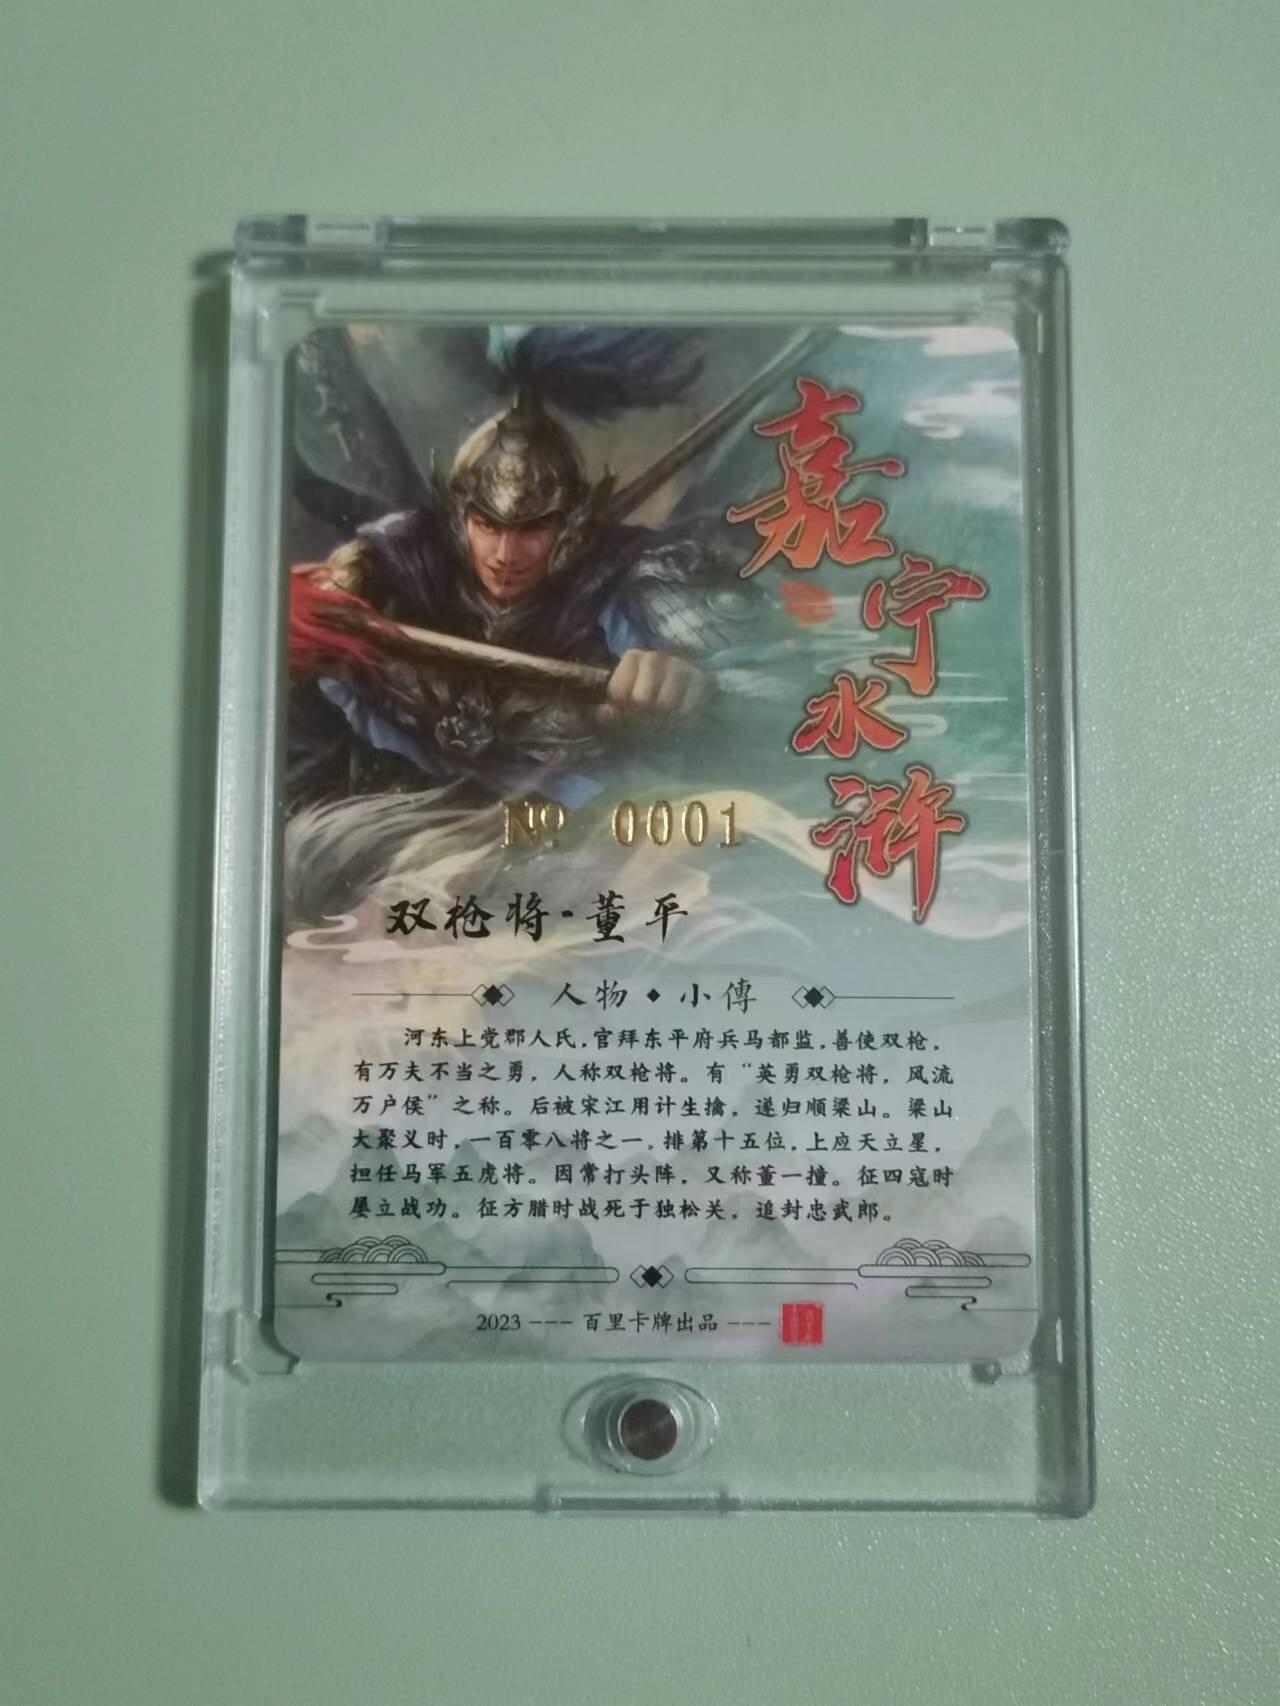 嘉宁水浒
№ 0001
双枪将·董平
人物◆小傳
河东上党郡人氏,官拜东平府兵马都监,善使双枪,
有万夫不当之勇，人称双枪将。有“英勇双枪将，风流
万户侯”之称。后被宋江用计生擒，遂归顺梁山。梁山
大聚义时,一百零八将之一,排第十五位,上应天立星,
担任马军五虎将。因常打头阵，又称董一撞。征四寇时
屡立战功。征方腊时战死于独松关，追封忠武郎。
2023 --- 百里卡牌出品 ---